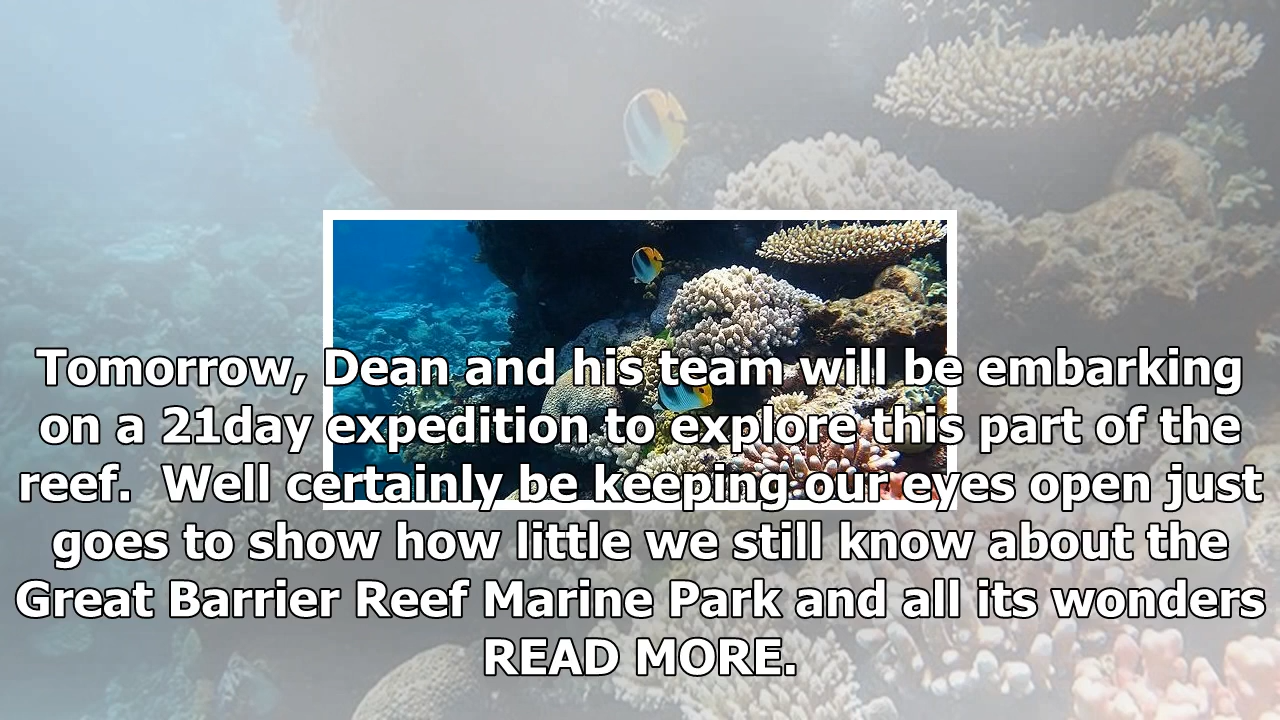 Tomorrow, Dean and his team will be embarking
on a 21day expedition to explore this part of the
reef.  Well certainly be keeping our eyes open just
goes to show how little we still know about the
Great Barrier Reef Marine Park and all its wonders
READ MORE.